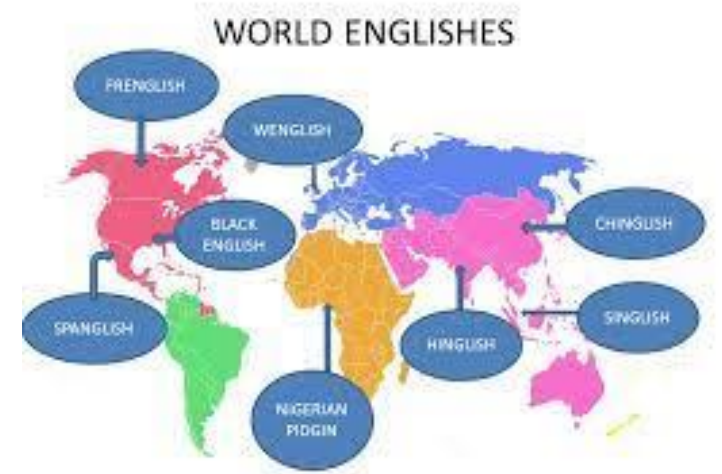 WORLD ENGLISHES
FRENGLISH
WENGLISH
BLACK
ENGLISH
CHINGLISH
SPANGLISH
SINGLISH
HINGLISH
NIGERIAN
PIDGIN